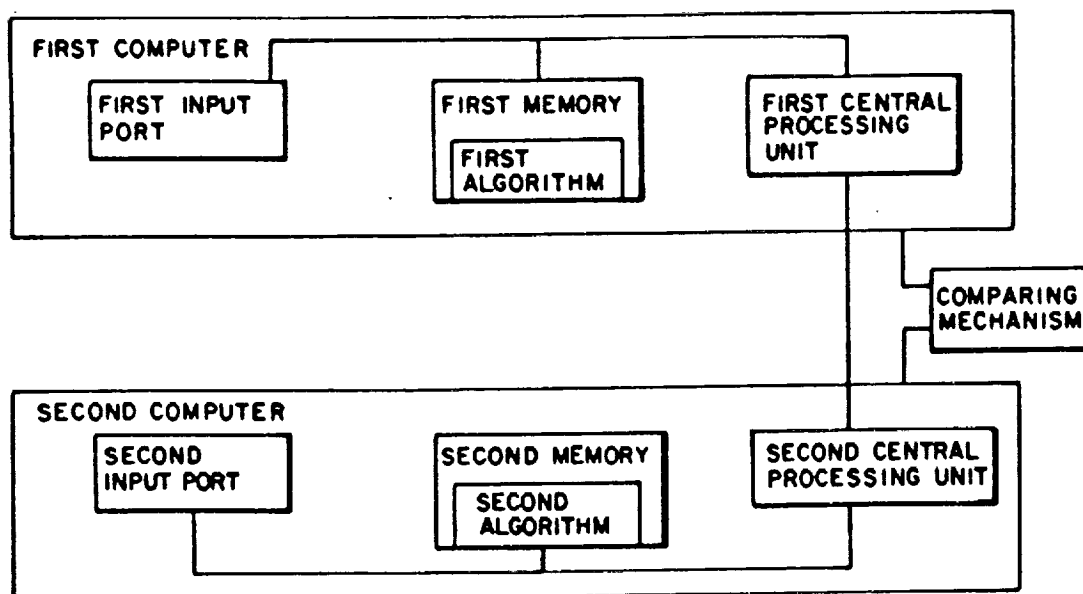 FIRST COMPUTER
FIRST INPUT
PORT
FIRST MEMORY
FIRST
ALGORITHM
FIRST CENTRAL
PROCESSING
UNIT
COMPARING
MECHANISM
SECOND COMPUTER
SECOND
INPUT PORT
SECOND MEMORY
SECOND
ALGORITHM
SECOND CENTRAL
PROCESSING UNIT